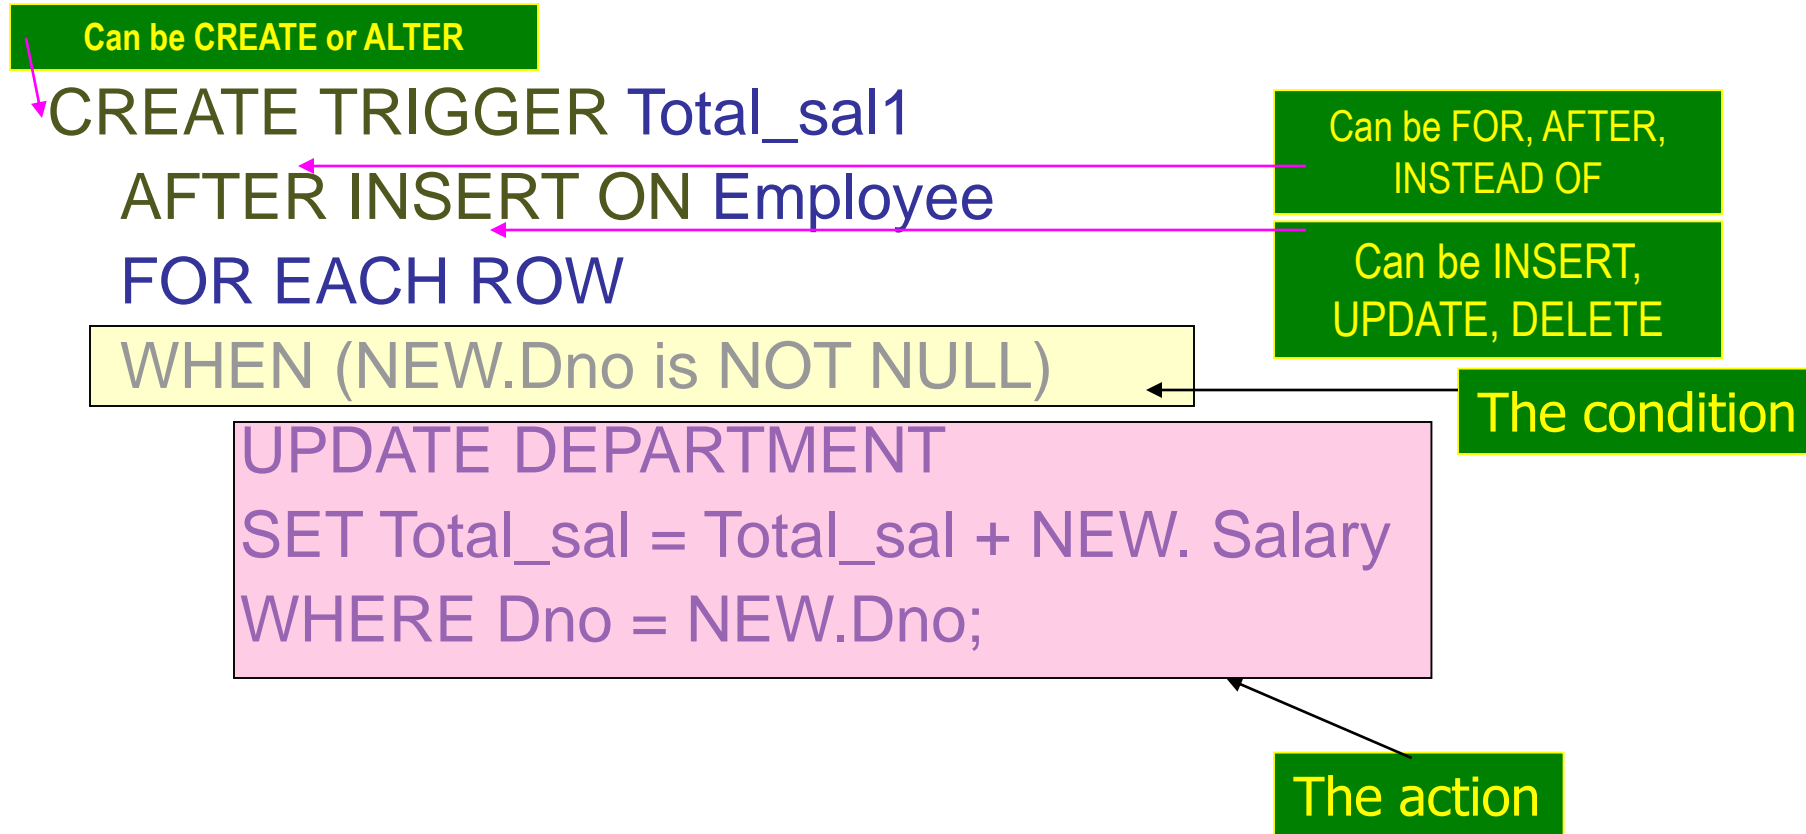 Can be CREATE or ALTER
CREATE TRIGGER Total_sal1
Can be FOR, AFTER,
INSTEAD OF
AFTER INSERT ON Employee
Can be INSERT,
UPDATE, DELETE
FOR EACH ROW
WHEN (NEW.Dno is NOT NULL)
The condition
UPDATE DEPARTMENT
SET Total_sal = Total_sal + NEW. Salary
WHERE Dno = NEW.Dno;
The action